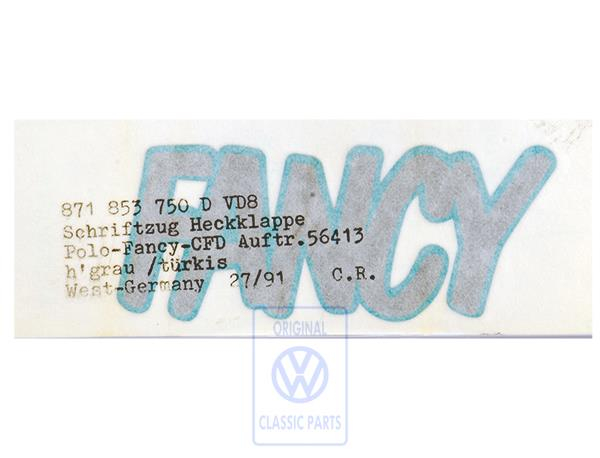 FANCY
871 853 750 D VD8
Schriftzug Heckklappe
Polo-Fancy-CFD Auftr.56413
h'grau /türkis
West-Germany 27/91 C.R.
ORIGINAL
CLASSIC PARTS